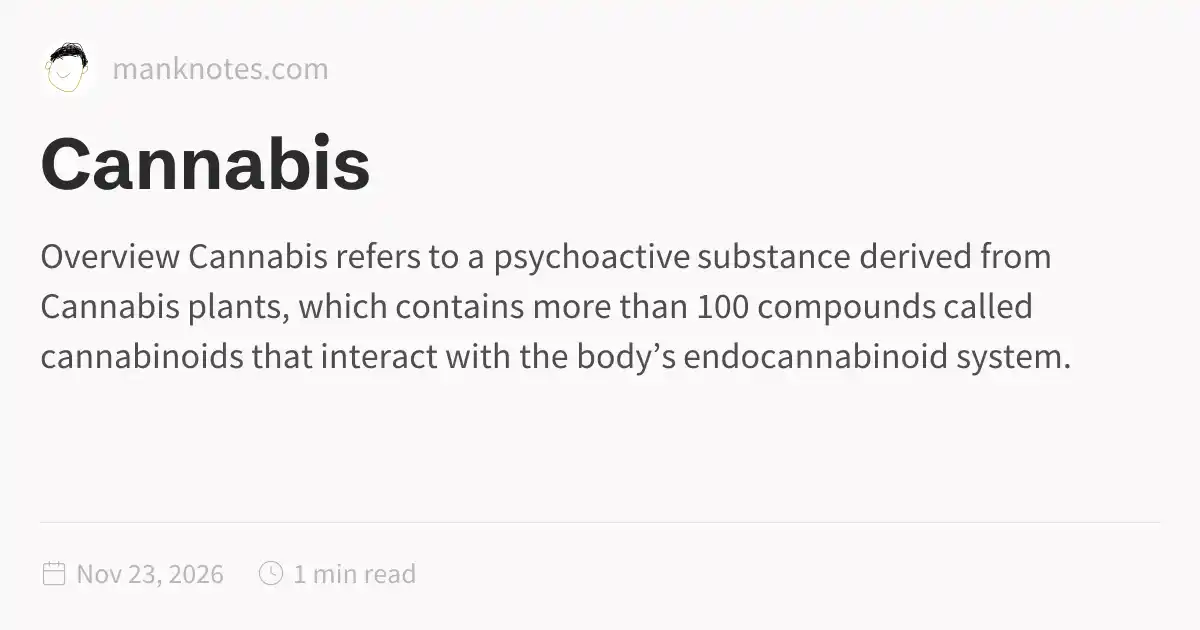 manknotes.com
Cannabis
Overview Cannabis refers to a psychoactive substance derived from
Cannabis plants, which contains more than 100 compounds called
cannabinoids that interact with the body’s endocannabinoid system.
Nov 23, 2026 1 min read